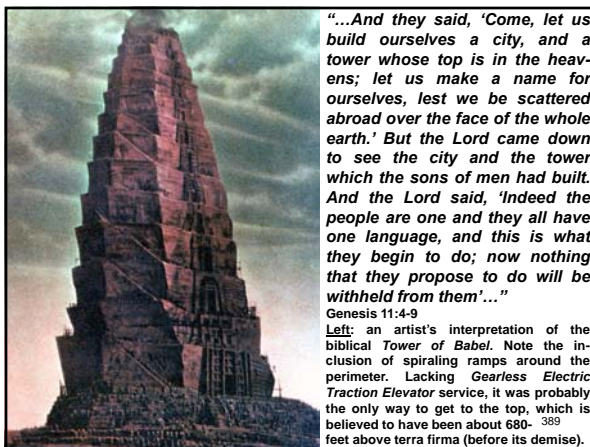 “…And they said, ‘Come, let us
build ourselves a city, and a
tower whose top is in the heav-
ens; let us make a name for
ourselves, lest we be scattered
abroad over the face of the whole
earth.’ But the Lord came down
to see the city and the tower
which the sons of men had built.
And the Lord said, ‘Indeed the
people are one and they all have
one language, and this is what
they begin to do; now nothing
that they propose to do will be
withheld from them’…”
Genesis 11:4-9
Left: an artist’s interpretation of the
biblical Tower of Babel. Note the in-
clusion of spiraling ramps around the
perimeter. Lacking Gearless Electric
Traction Elevator service, it was probably
the only way to get to the top, which is
believed to have been about 680- 389
feet above terra firma (before its demise).